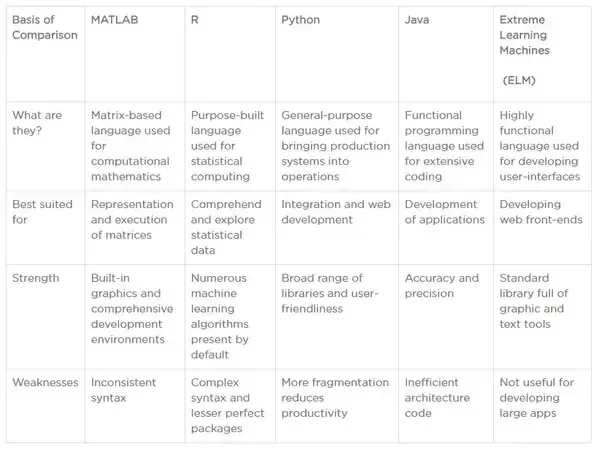 Basis of
Comparison
MATLAB
R
Python
Java
Extreme
Learning
Machines
(ELM)
What are
they?
Matrix-based
language used
for
computational
mathematics
Purpose-built
language
used for
statistical
computing
General-purpose
language used for
bringing production
systems into
operations
Functional
programming
language used
for extensive
coding
Highly
functional
language used
for developing
user-interfaces
Best suited
for
Representation
and execution
of matrices
Comprehend
and explore
statistical
data
Integration and web
development
Development
of applications
Developing
web front-ends
Strength
Built-in
graphics and
comprehensive
development
environments
Numerous
machine
learning
algorithms
present by
default
Broad range of
libraries and user-
friendliness
Accuracy and
precision
Standard
library full of
graphic and
text tools
Weaknesses
Inconsistent
syntax
Complex
syntax and
lesser perfect
packages
More fragmentation
reduces
productivity
Inefficient
architecture
code
Not useful for
developing
large apps